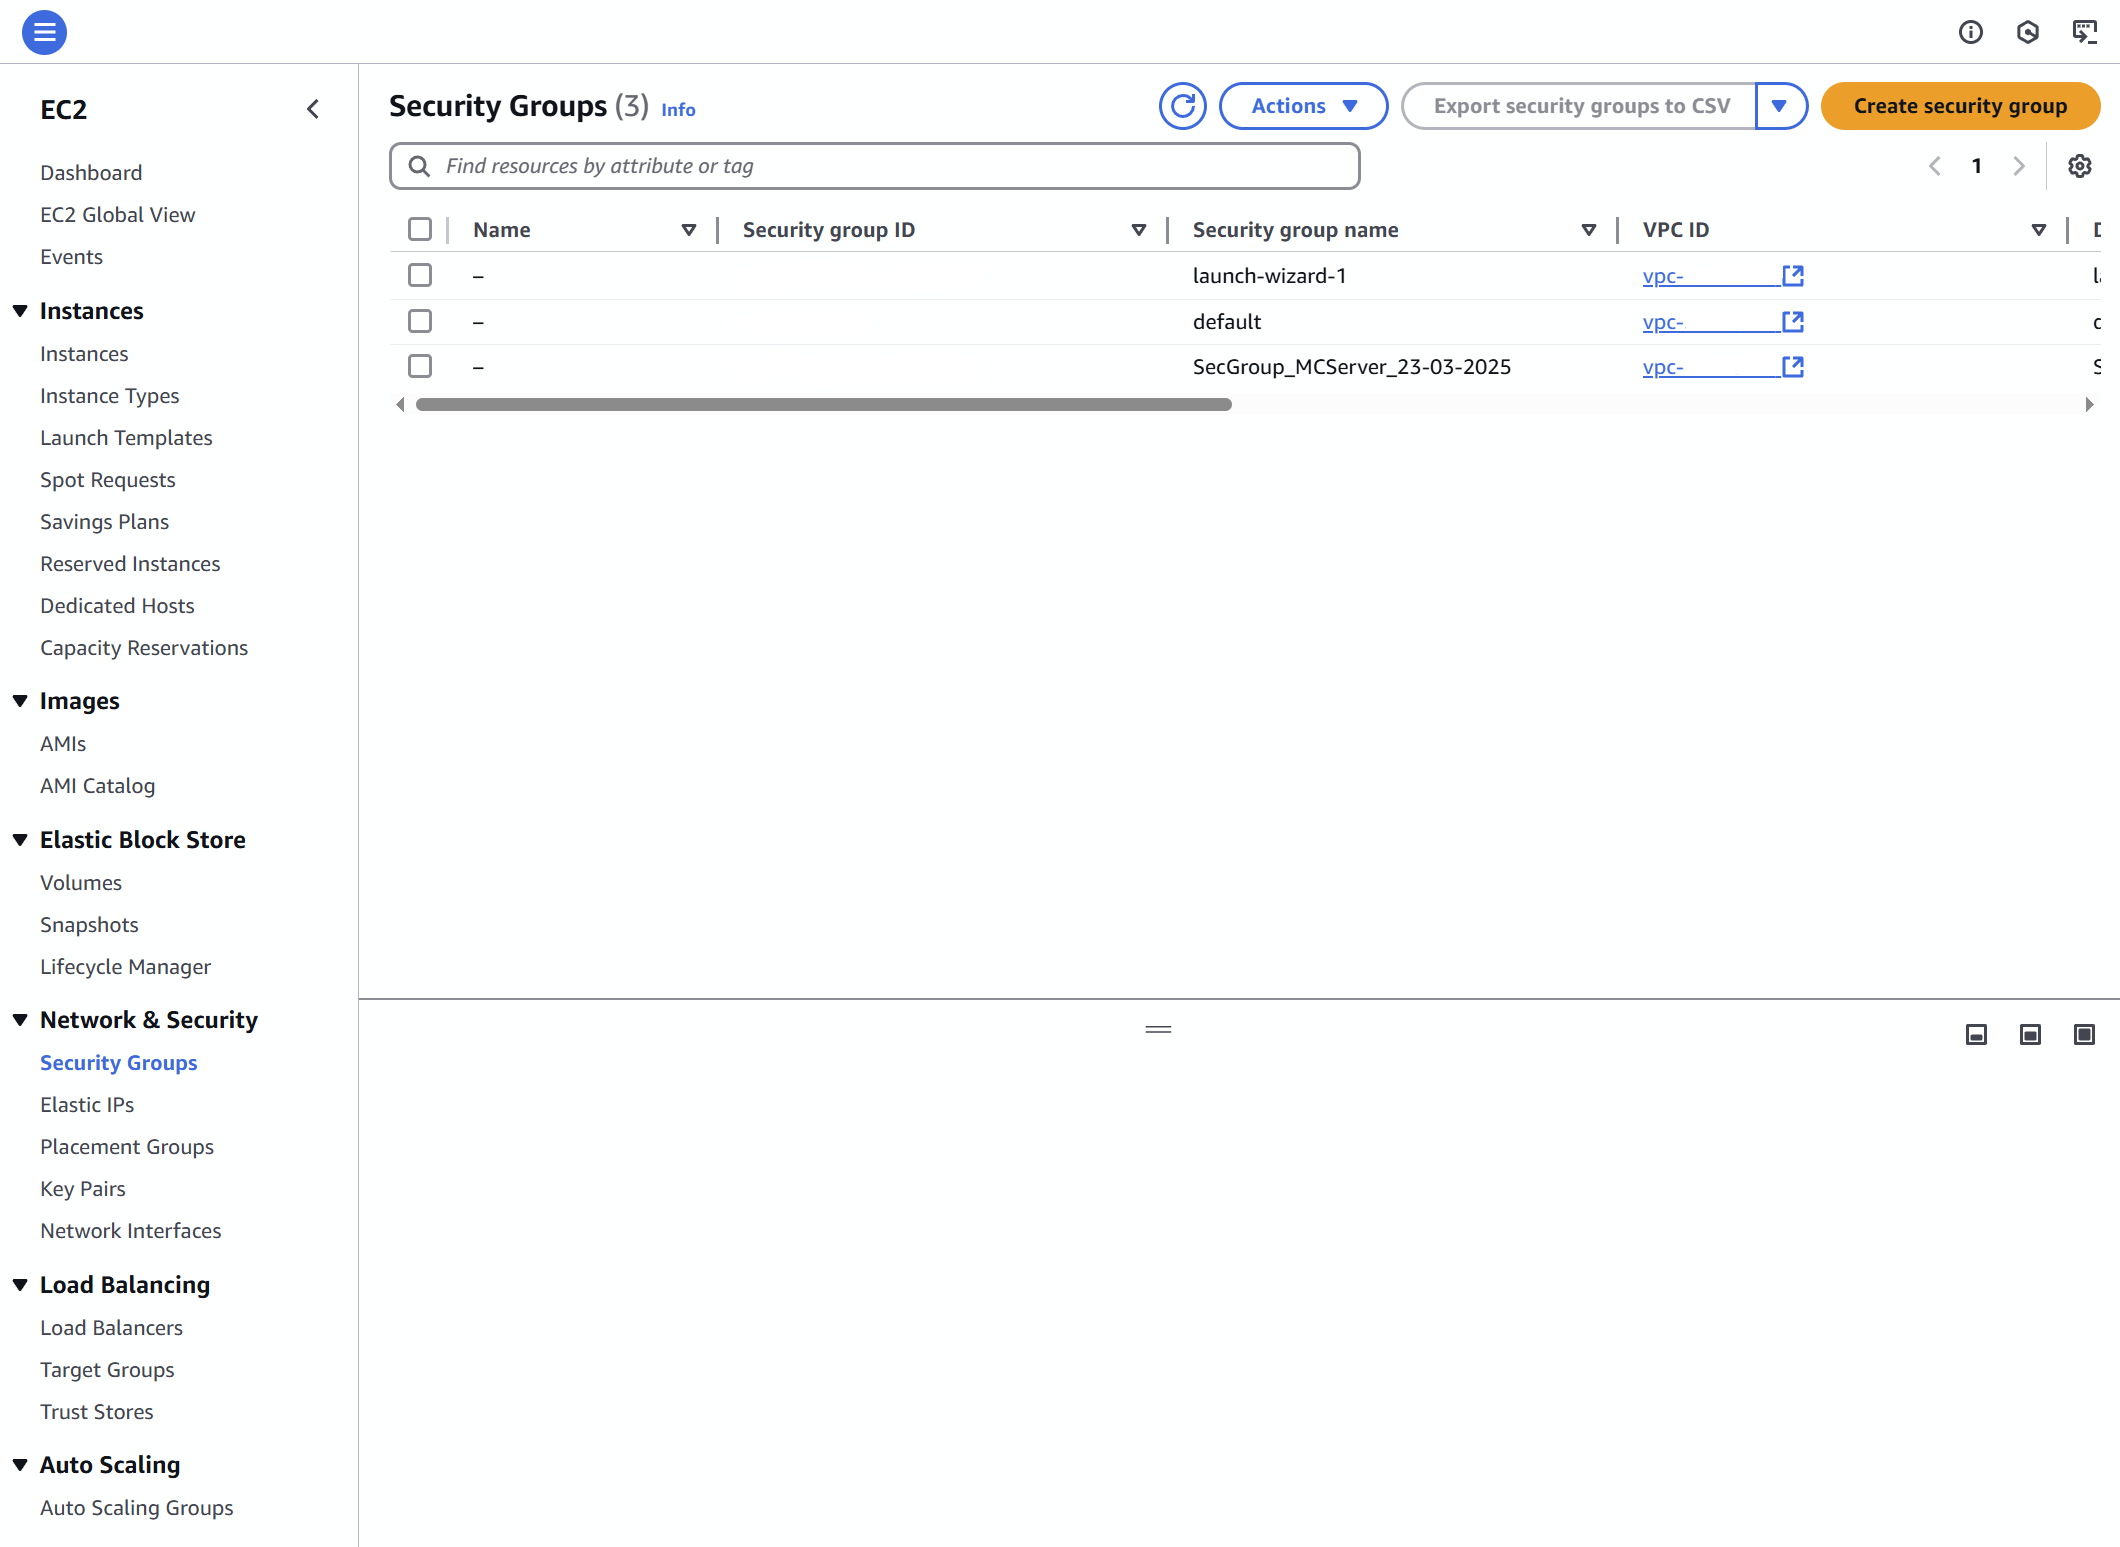 EC2
Dashboard
EC2 Global View
Events
Instances
Instances
Instance Types
Launch Templates
Spot Requests
Savings Plans
Reserved Instances
Dedicated Hosts
Capacity Reservations
Images
AMIs
AMI Catalog
Elastic Block Store
Volumes
Snapshots
Lifecycle Manager
Network & Security
Security Groups
Elastic IPs
Placement Groups
Key Pairs
Network Interfaces
Load Balancing
Load Balancers
Target Groups
Trust Stores
Auto Scaling
Auto Scaling Groups
Security Groups (3) Info
Actions
Export security groups to CSV
Create security group
Find resources by attribute or tag
1
Name Security group ID Security group name VPC ID
– launch-wizard-1 vpc-
– default vpc-
– SecGroup_MCServer_23-03-2025 vpc-